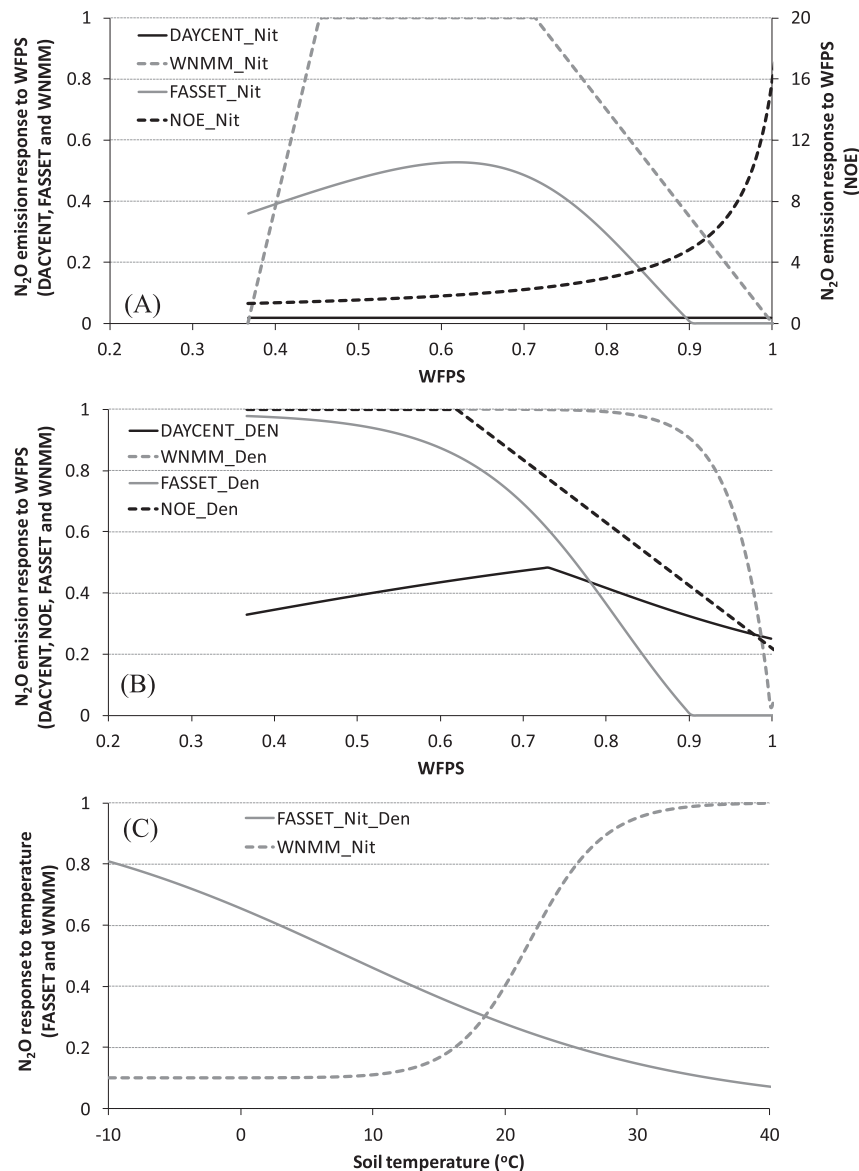 N2O emission response to WFPS
(DACYENT, FASSET and WNMM)
1
0.8
0.6
0.4
0.2
0
DAYCENT_Nit
WNMM_Nit
FASSET_Nit
NOE_Nit
(A)
20
16
12
8
4
0
N2O emission response to WFPS
(NOE)
0.2 0.3 0.4 0.5 0.6 0.7 0.8 0.9 1
WFPS
N2O emission response to WFPS
(DACYENT, NOE, FASSET and WNMM)
1
0.8
0.6
0.4
0.2
0
DAYCENT_DEN
WNMM_Den
FASSET_Den
NOE_Den
(B)
0.2 0.3 0.4 0.5 0.6 0.7 0.8 0.9 1
WFPS
N2O response to temperature
(FASSET and WNMM)
1
0.8
0.6
0.4
0.2
0
(C)
FASSET_Nit_Den
WNMM_Nit
-10 0 10 20 30 40
Soil temperature (oC)